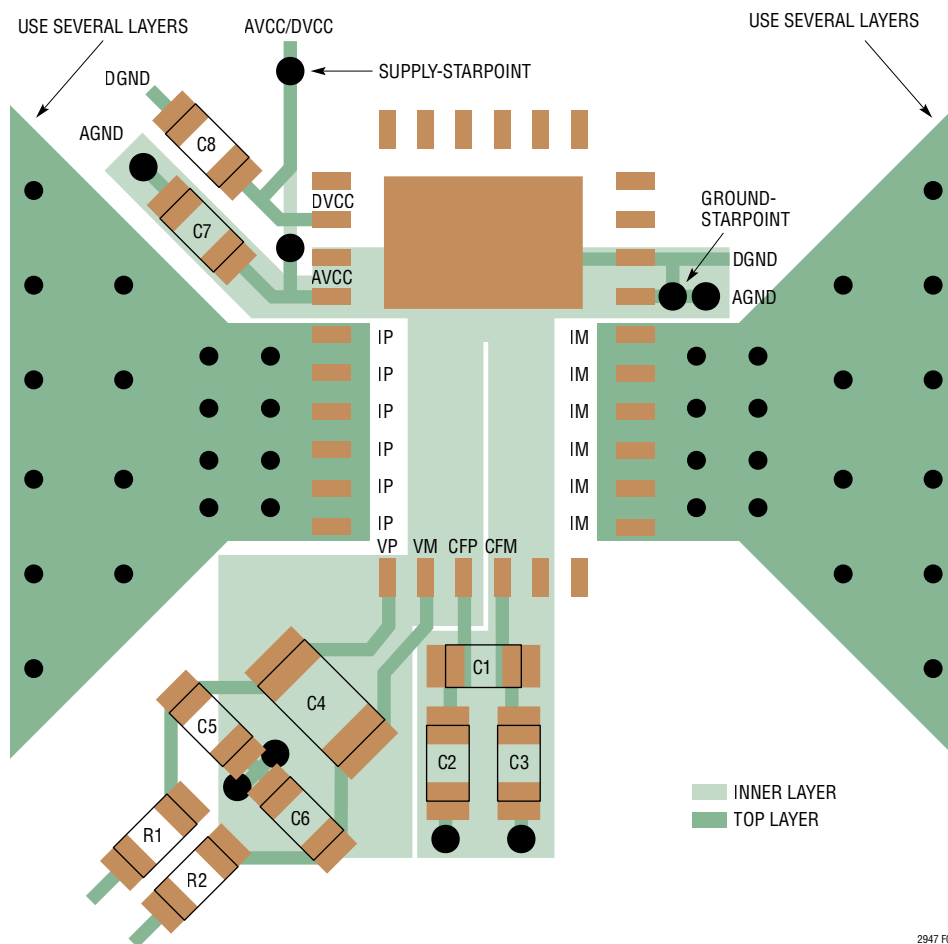 USE SEVERAL LAYERS
AVCC/DVCC
USE SEVERAL LAYERS
SUPPLY-STARPOINT
DGND
AGND
C8
C7
DVCC
AVCC
GROUND-
STARPOINT
DGND
AGND
IP
IM
IP
IM
IP
IM
IP
IM
IP
IM
IP
IM
VP
VM
CFP
CFM
C1
C4
C5
C2
C3
C6
R1
R2
INNER LAYER
TOP LAYER
2947